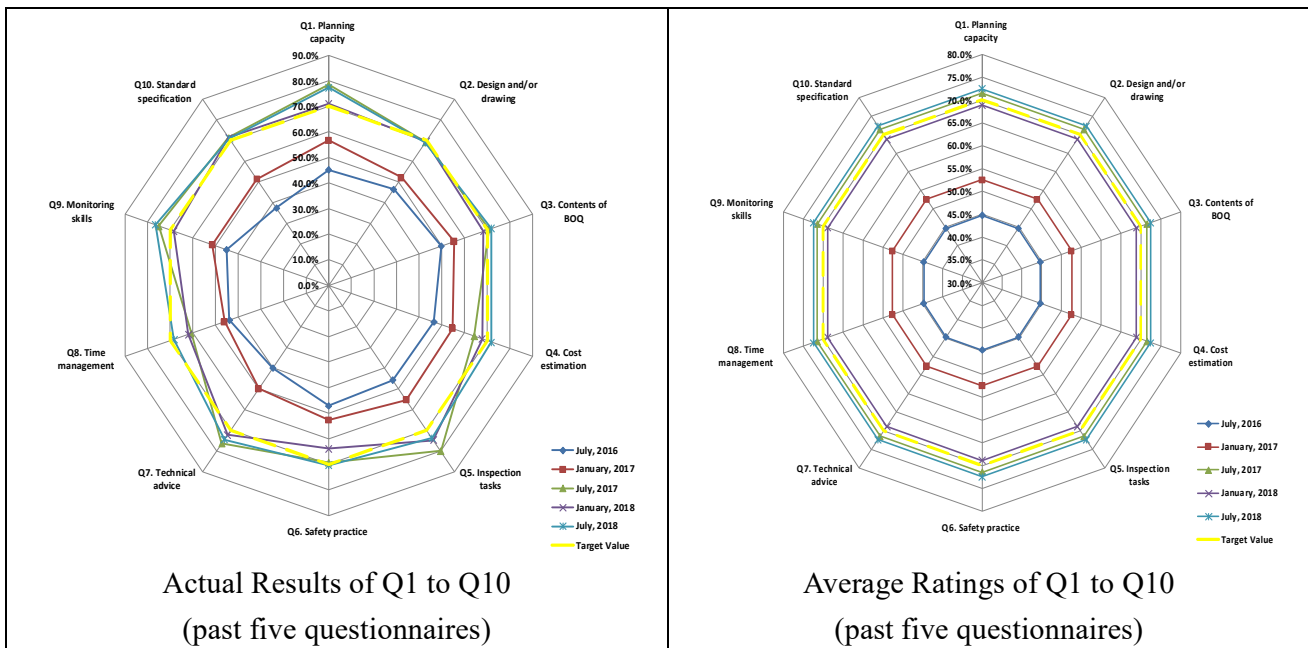 Q1. Planning
capacity
90.0%
80.0%
70.0%
60.0%
50.0%
40.0%
30.0%
20.0%
10.0%
0.0%
Q2. Design and/or
drawing
Q3. Contents of
BOQ
Q4. Cost
estimation
Q5. Inspection
tasks
Q6. Safety practice
Q7. Technical
advice
Q8. Time
management
Q9. Monitoring
skills
Q10. Standard
specification
July, 2016
January, 2017
July, 2017
January, 2018
July, 2018
Target Value
Actual Results of Q1 to Q10
(past five questionnaires)
Q1. Planning
capacity
80.0%
75.0%
70.0%
65.0%
60.0%
55.0%
50.0%
45.0%
40.0%
35.0%
30.0%
Q2. Design and/or
drawing
Q3. Contents of
BOQ
Q4. Cost
estimation
Q5. Inspection
tasks
Q6. Safety practice
Q7. Technical
advice
Q8. Time
management
Q9. Monitoring
skills
Q10. Standard
specification
July, 2016
January, 2017
July, 2017
January, 2018
July, 2018
Target Value
Average Ratings of Q1 to Q10
(past five questionnaires)